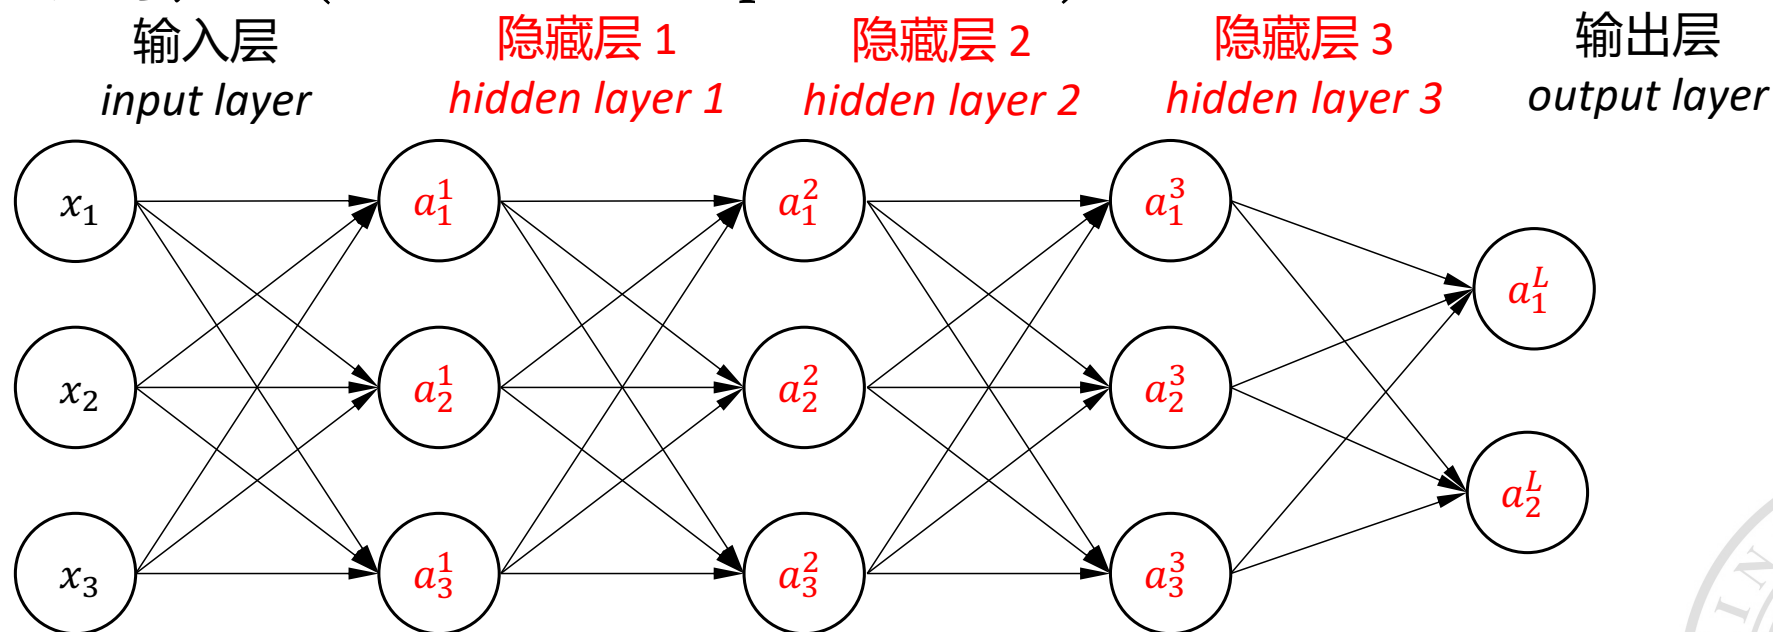 输入层 隐藏层 1 隐藏层 2 隐藏层 3 输出层
input layer hidden layer 1 hidden layer 2 hidden layer 3 output layer
x₁ a₁¹ a₁² a₁³
a₁ᴸ
x₂ a₂¹ a₂² a₂³
a₂ᴸ
x₃ a₃¹ a₃² a₃³
IN